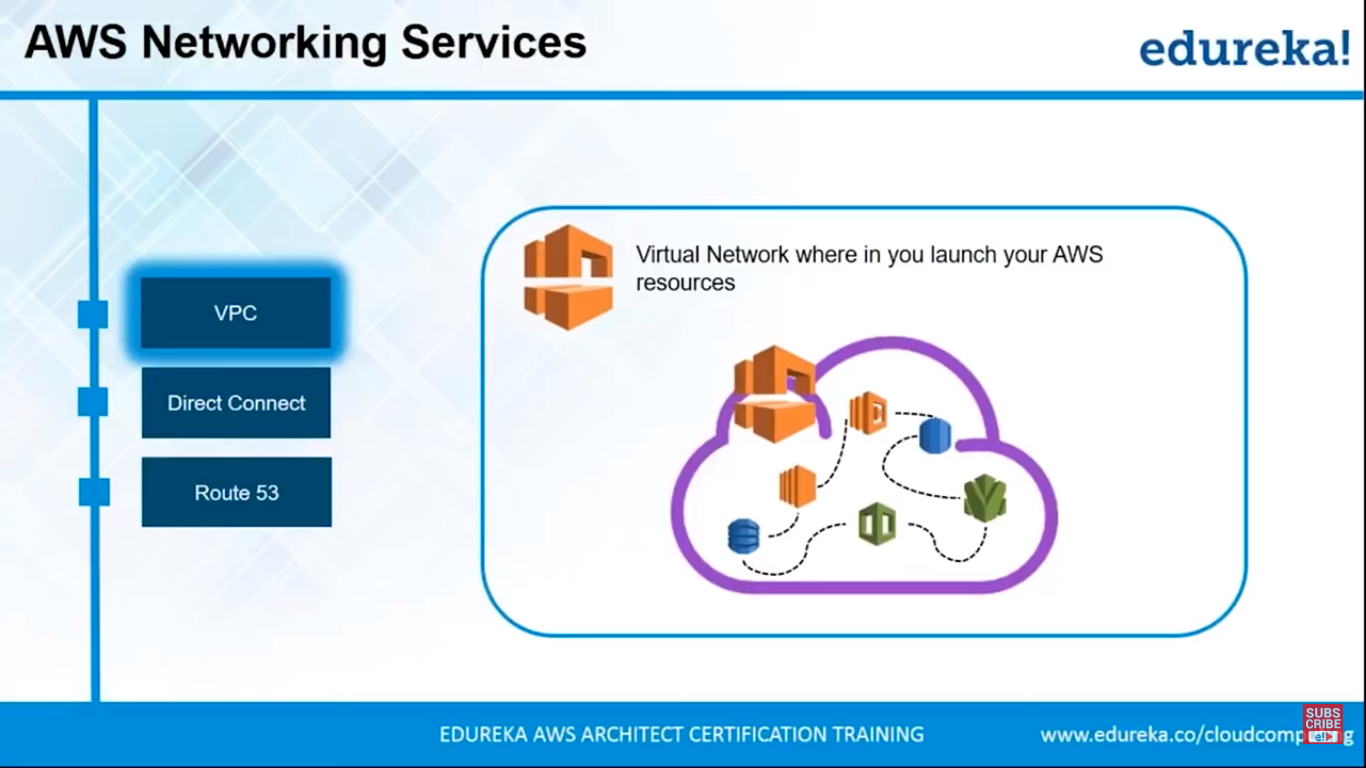 AWS Networking Services
edureka!
VPC
Direct Connect
Route 53
Virtual Network where in you launch your AWS
resources
EDUREKA AWS ARCHITECT CERTIFICATION TRAINING
www.edureka.co/cloudcomp
g
SUBS
CRIBE
e!